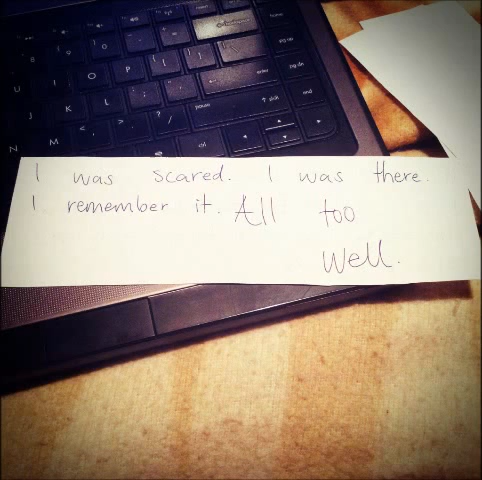 I was scared. I was there.
I remember it. All too
well.